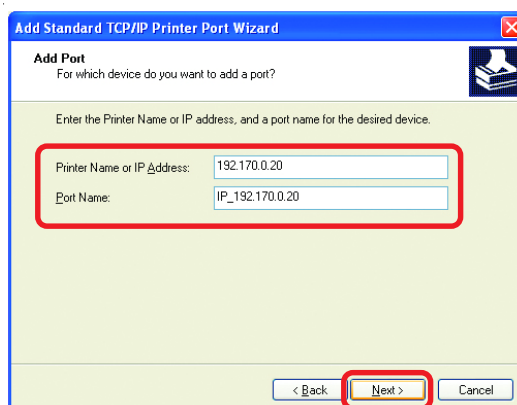 Add Standard TCP/IP Printer Port Wizard
Add Port
For which device do you want to add a port?
Enter the Printer Name or IP address, and a port name for the desired device.
Printer Name or IP Address: 192.170.0.20
Port Name: IP_192.170.0.20
< Back Next > Cancel